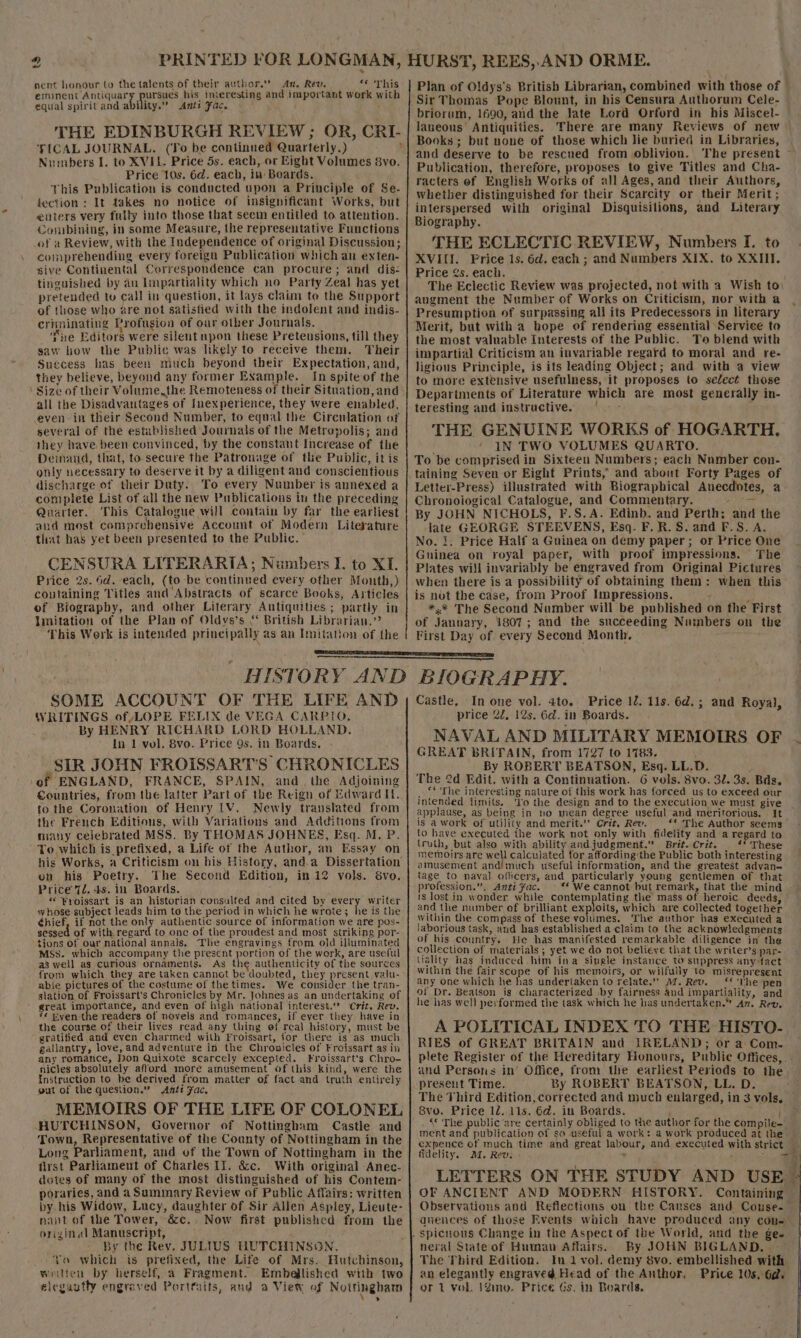 2 PRINTED FOR LONGMAN, HURST, REES, AND ORME.
nent honour to the talents of their author." An. Rev. "This
eminent Antiquary pursues his interesting and important work with
equal spirit and ability." Anti Jac.
THE EDINBURGH REVIEW; OR, CRI-
TICAL JOURNAL. (To be continued Quarterly.)
Numbers I. to XVII. Price 5s. each, or Eight Volumes 8vo.
Price 10s. 6d. each, in Boards.
This Publication is conducted upon a Principle of Se-
lection: It takes no notice of insignificant Works, but
enters very fully into those that seem entitled to attention.
Combining, in some Measure, the representative Functions
of a Review, with the Independence of original Discussion;
comprehending every foreign Publication which an exten-
sive Continental Correspondence can procure; and dis-
tinguished by an Impartiality which no Party Zeal has yet
pretended to call in question, it lays claim to the Support
of those who are not satisfied with the indolent and indis-
criminating Profusion of our other Journals.
The Editors were silent upon these Pretensions, till they
saw how the Public was likely to receive them. Their
Success has been much beyond their Expectation, and,
they believe, beyond any former Example. In spite of the
Size of their Volume, the Remoteness of their Situation, and
all the Disadvantages of Inexperience, they were enabled,
even in their Second Number, to equal the Circulation of
several of the established Journals of the Metropolis; and
they have been convinced, by the constant Increase of the
Demand, that, to secure the Patronage of the Public, it is
only necessary to deserve it by a diligent and conscientious
discharge of their Duty. To every Number is annexed a
complete List of all the new Publications in the preceding
Quarter. This Catalogue will contain by far the earliest
and most comprehensive Account of Modern Literature
that has yet been presented to the Public.
CENSURA LITERARIA; Numbers I. to XI.
Price 2s. 6d. each, (to be continued every other Month,)
containing Titles and Abstracts of scarce Books, Articles
of Biography, and other Literary Antiquities; partly in
Imitation of the Plan of Oldys's "British Librarian."
This Work is intended principally as an Imitation of the
Plan of Oldys's British Librarian, combined with those of
Sir Thomas Pope Blount, in his Censura Authorum Cele-
briorum, 1690, and the late Lord Orford in his Miscel-
laneous Antiquities. There are many Reviews of new
Books; but none of those which lie buried in Libraries,
and deserve to be rescued from oblivion. The present
Publication, therefore, proposes to give Titles and Cha-
racters of English Works of all Ages, and their Authors,
whether distinguished for their Scarcity or their Merit;
interspersed with original Disquisitions, and Literary
Biography.
THE ECLECTIC REVIEW, Numbers I. to
XVIII. Price 1s. 6d. each; and Numbers XIX. to XXIII.
Price 2s. each.
The Eclectic Review was projected, not with a Wish to
augment the Number of Works on Criticism, nor with a
Presumption of surpassing all its Predecessors in literary
Merit, but with a hope of rendering essential Service to
the most valuable Interests of the Public. To blend with
impartial Criticism an invariable regard to moral and re-
ligious Principle, is its leading Object; and with a view
to more extensive usefulness, it proposes to select those
Departments of Literature which are most generally in-
teresting and instructive.
THE GENUINE WORKS of HOGARTH,
IN TWO VOLUMES QUARTO.
To be comprised in Sixteen Numbers; each Number con-
taining Seven or Eight Prints, and about Forty Pages of
Letter-Press) illustrated with Biographical Anecdotes, a
Chronological Catalogue, and Commentary.
By JOHN NICHOLS, F.S.A. Edinb. and Perth; and the
late GEORGE STEEVENS, Esq. F. R. S. and F. S. A.
No. I. Price Half a Guinea on demy paper; or Price One
Guinea on royal paper, with proof impressions. The
Plates will invariably be engraved from Original Pictures
when there is a possibility of obtaining them: when this
is not the case, from Proof Impressions.
*** The Second Number will be published on the First
of January, 1807; and the succeeding Numbers on the
First Day of every Second Month.
HISTORY AND BIOGRAPHY.
SOME ACCOUNT OF THE LIFE AND
WRITINGS of LOPE FELIX de VEGA CARPIO.
By HENRY RICHARD LORD HOLLAND.
In 1 vol. 8vo. Price 9s. in Boards.
SIR JOHN FROISSART'S CHRONICLES
of ENGLAND, FRANCE, SPAIN, and the Adjoining
Countries, from the latter Part of the Reign of Edward II.
to the Coronation of Henry IV. Newly translated from
the French Editions, with Variations and Additions from
many celebrated MSS. By THOMAS JOHNES, Esq. M. P.
To which is prefixed, a Life of the Author, an Essay on
his Works, a Criticism on his History, and a Dissertation
on his Poetry. The Second Edition, in 12 vols. 8vo.
Price 7l. 4s. in Boards.
"Froissart is an historian consulted and cited by every writer
whose subject leads him to the period in which he wrote; he is the
chief, if not the only authentic source of information we are pos-
sessed of with regard to one of the proudest and most striking por-
tions of our national annals. The engravings from old illuminated
MSS. which accompany the present portion of the work, are useful
as well as curious ornaments. As the authenticity of the sources
from which they are taken cannot be doubted, they present valu-
able pictures of the costume of the times. We consider the tran-
slation of Froissart's Chronicles by Mr. Johnes as an undertaking of
great importance, and even of high national interest." Crit. Rev.
"Even the readers of novels and romances, if ever they have in
the course of their lives read any thing of real history, must be
gratified and even charmed with Froissart, for there is as much
gallantry, love, and adventure in the Chronicles of Froissart as in
any romance, Don Quixote scarcely excepted. Froissart's Chro-
nicles absolutely afford more amusement of this kind, were the
Instruction to be derived from matter of fact and truth entirely
out of the question." Anti Jac.
MEMOIRS OF THE LIFE OF COLONEL
HUTCHINSON, Governor of Nottingham Castle and
Town, Representative of the County of Nottingham in the
Long Parliament, and of the Town of Nottingham in the
first Parliament of Charles II. &c. With original Anec-
dotes of many of the most distinguished of his Contem-
poraries, and a Summary Review of Public Affairs: written
by his Widow, Lucy, daughter of Sir Allen Aspley, Lieute-
nant of the Tower, &c. Now first published from the
original Manuscript,
By the Rev. JULIUS HUTCHINSON.
To which is prefixed, the Life of Mrs. Hutchinson,
written by herself, a Fragment. Embellished with two
elegantly engraved Portraits, and a View of Nottingham
Castle. In one vol. 4to. Price 1l. 11s. 6d.; and Royal,
price 2l. 12s. 6d. in Boards.
NAVAL AND MILITARY MEMOIRS OF
GREAT BRITAIN, from 1727 to 1783.
By ROBERT BEATSON, Esq. LL.D.
The 2d Edit. with a Continuation. 6 vols. 8vo. 3l. 3s. Bds.
"The interesting nature of this work has forced us to exceed our
intended limits. To the design and to the execution we must give
applause, as being in no mean degree useful and meritorious. It
is a work of utility and merit." Crit. Rev. "The Author seems
to have executed the work not only with fidelity and a regard to
truth, but also with ability and judgment." Brit. Crit. "These
memoirs are well calculated for affording the Public both interesting
amusement and much useful information, and the greatest advan-
tage to naval officers, and particularly young gentlemen of that
profession." Anti Jac. "We cannot but remark, that the mind
is lost in wonder while contemplating the mass of heroic deeds,
and the number of brilliant exploits, which are collected together
within the compass of these volumes. The author has executed a
laborious task, and has established a claim to the acknowledgments
of his country. He has manifested remarkable diligence in the
collection of materials; yet we do not believe that the writer's par-
tiality has induced him in a single instance to suppress any fact
within the fair scope of his memoirs, or wilfully to misrepresent
any one which he has undertaken to relate." M. Rev. "The pen
of Dr. Beatson is characterized by fairness and impartiality, and
he has well performed the task which he has undertaken." An. Rev.
A POLITICAL INDEX TO THE HISTO-
RIES of GREAT BRITAIN and IRELAND; or a Com-
plete Register of the Hereditary Honours, Public Offices,
and Persons in Office, from the earliest Periods to the
present Time. By ROBERT BEATSON, LL. D.
The Third Edition, corrected and much enlarged, in 3 vols.
8vo. Price 1l. 11s. 6d. in Boards.
"The public are certainly obliged to the author for the compile-
ment and publication of so useful a work: a work produced at the
expence of much time and great labour, and executed with strict
fidelity. M. Rev.
LETTERS ON THE STUDY AND USE
OF ANCIENT AND MODERN HISTORY. Containing
Observations and Reflections on the Causes and Conse-
quences of those Events which have produced any con-
spicuous Change in the Aspect of the World, and the ge-
neral State of Human Affairs. By JOHN BIGLAND.
The Third Edition. In 1 vol. demy 8vo. embellished with
an elegantly engraved Head of the Author. Price 10s. 6d.
or 1 vol. 12mo. Price 6s. in Boards.